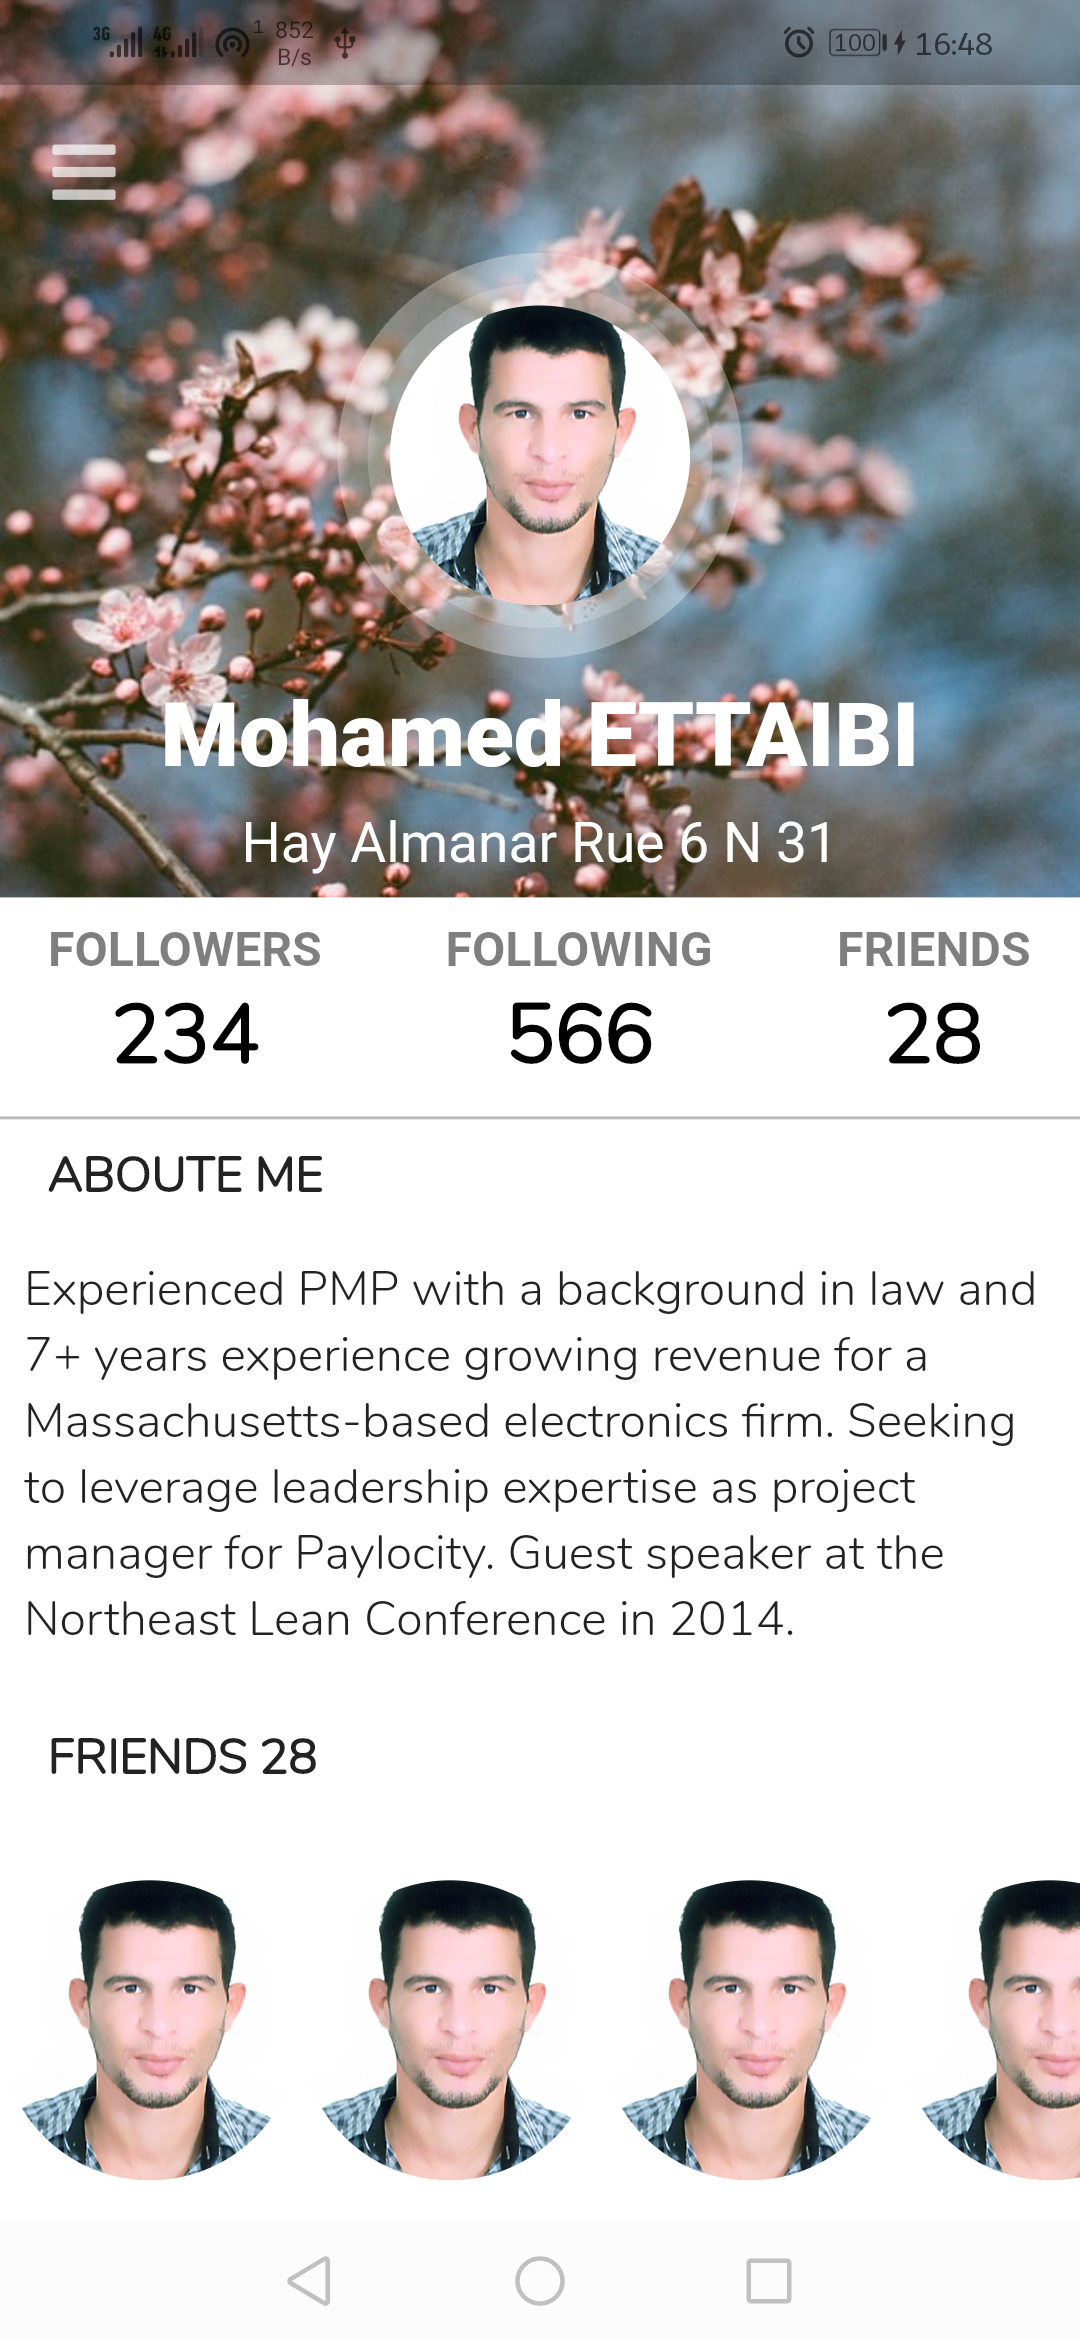 3G 4G 1 852 B/s 100 16:48
Mohamed ETTAIBI
Hay Almanar Rue 6 N 31
FOLLOWERS FOLLOWING FRIENDS
234 566 28
ABOUTE ME
Experienced PMP with a background in law and
7+ years experience growing revenue for a
Massachusetts-based electronics firm. Seeking
to leverage leadership expertise as project
manager for Paylocity. Guest speaker at the
Northeast Lean Conference in 2014.
FRIENDS 28